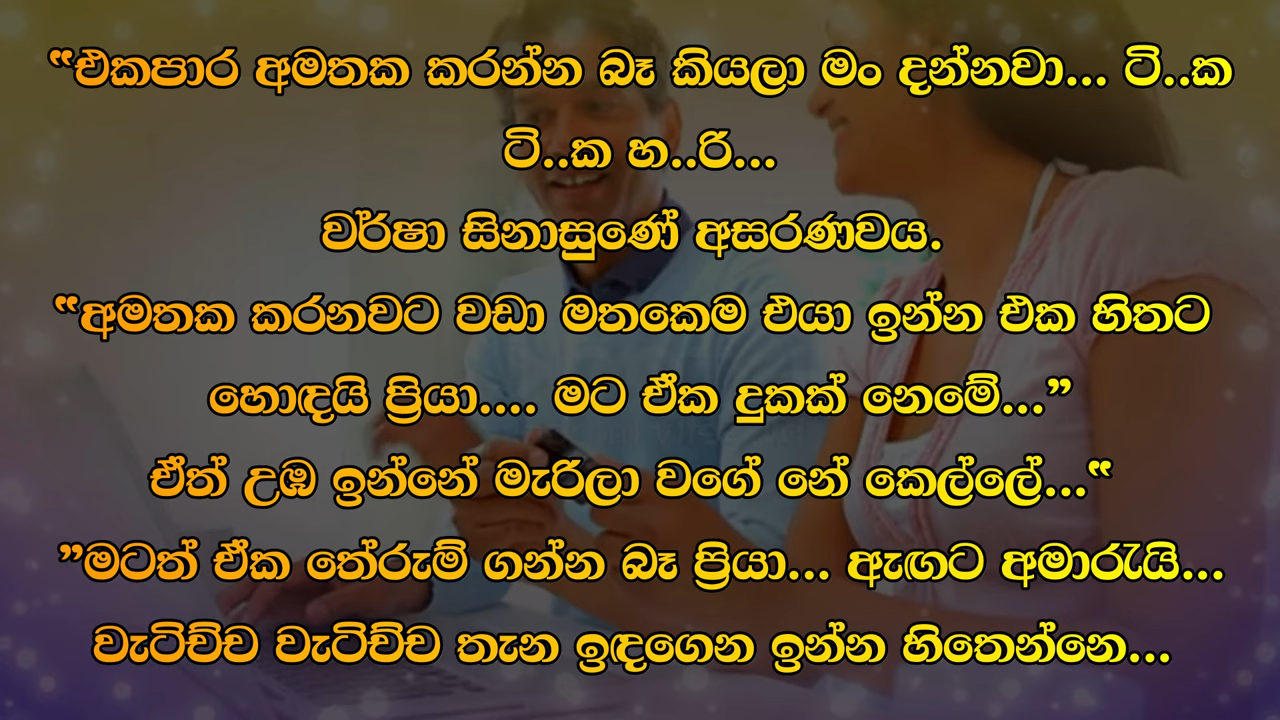 “එකපාර අමතක කරන්න බෑ කියලා මං දන්නවා... ටි..ක
ටි..ක හ..රි...
වර්ෂා සිනාසුණේ අසරණවය.
“අමතක කරනවට වඩා මතකෙම එයා ඉන්න එක හිතට
හොඳයි ප්‍රියා.... මට ඒක දුකක් නෙමේ...”
ඒත් උඹ ඉන්නේ මැරිලා වගේ නේ කෙල්ලේ...“
”මටත් ඒක තේරුම් ගන්න බෑ ප්‍රියා... ඇඟට අමාරැයි...
වැටිච්ච වැටිච්ච තැන ඉඳගෙන ඉන්න හිතෙන්නෙ...